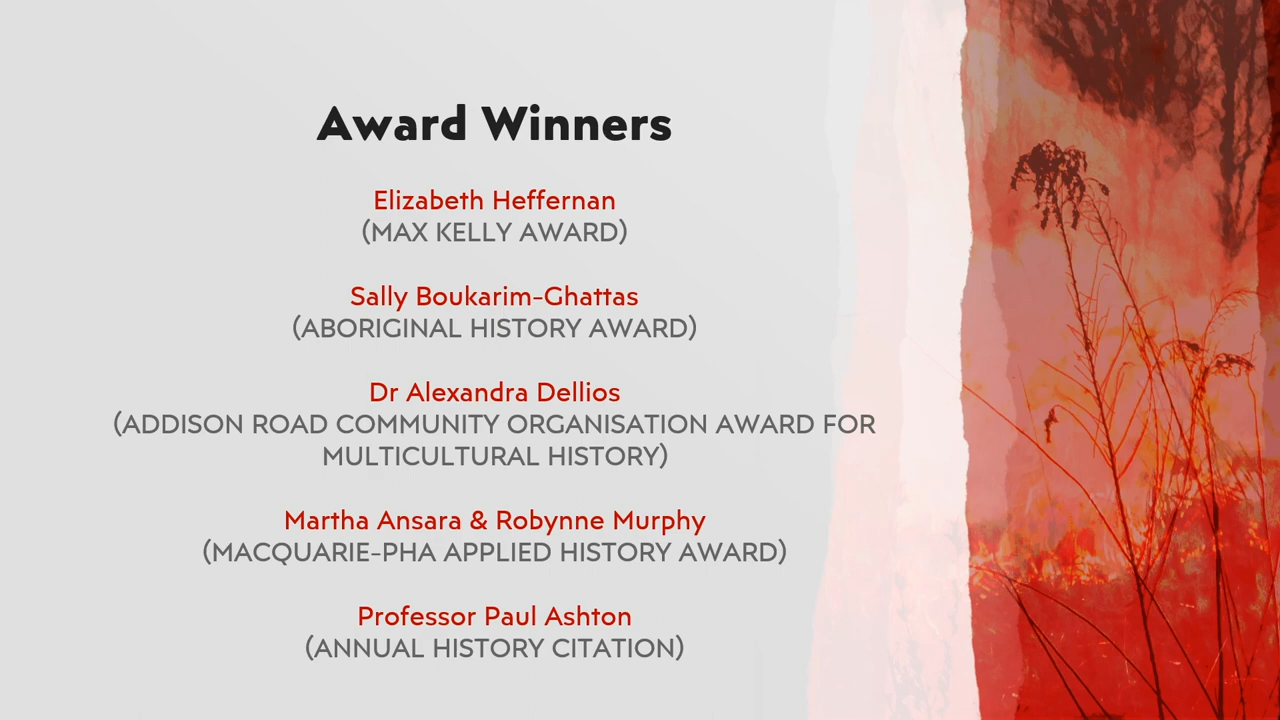 Award Winners
Elizabeth Heffernan
(MAX KELLY AWARD)
Sally Boukarim-Ghattas
(ABORIGINAL HISTORY AWARD)
Dr Alexandra Dellios
(ADDISON ROAD COMMUNITY ORGANISATION AWARD FOR
MULTICULTURAL HISTORY)
Martha Ansara & Robynne Murphy
(MACQUARIE-PHA APPLIED HISTORY AWARD)
Professor Paul Ashton
(ANNUAL HISTORY CITATION)